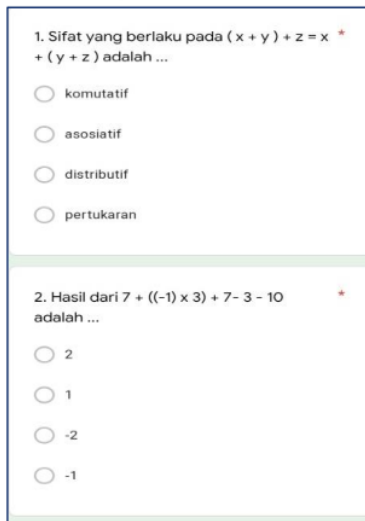 1. Sifat yang berlaku pada ( x + y ) + z = x *
+ ( y + z ) adalah ...
komutatif
asosiatif
distributif
pertukaran
2. Hasil dari 7 + ((-1) x 3) + 7- 3 - 10 *
adalah ...
2
1
-2
-1